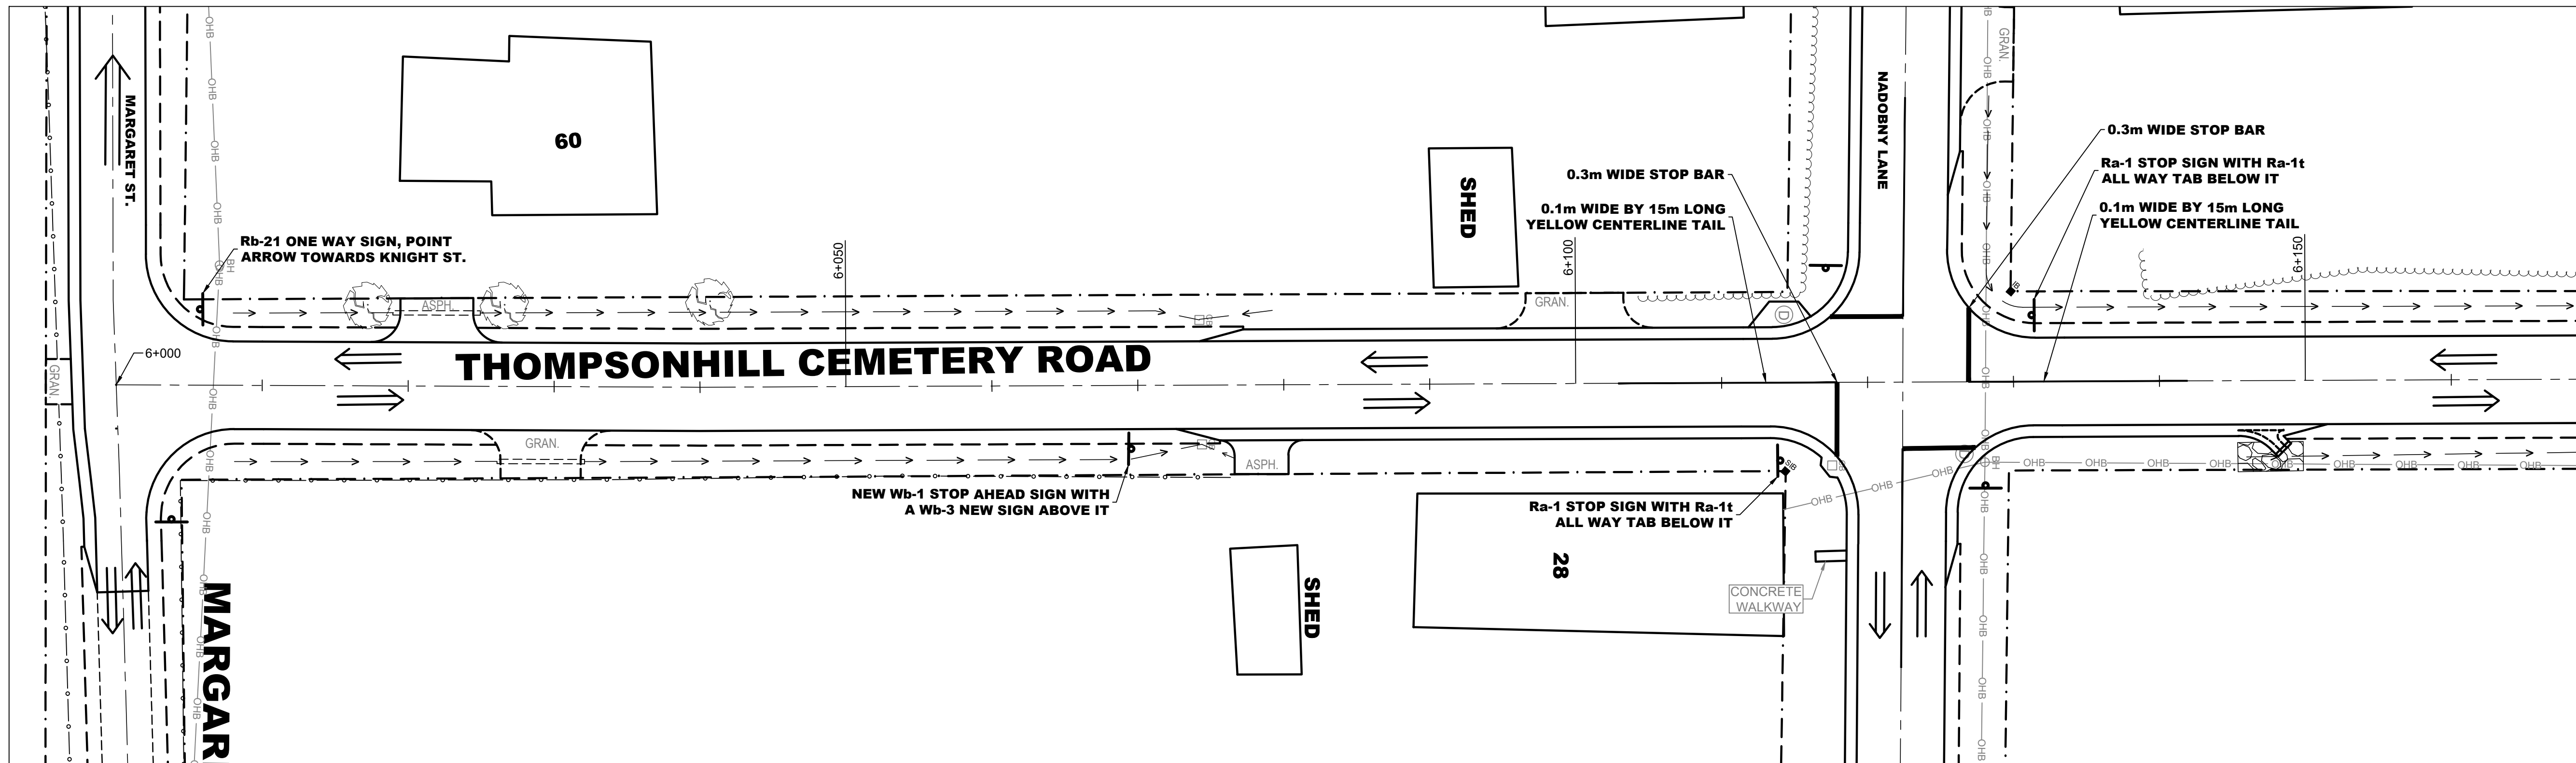 MARGARET ST.
60
Rb-21 ONE WAY SIGN, POINT
ARROW TOWARDS KNIGHT ST.
BH
OHB
6+000
GRAN.
ASPH.
6+050
THOMPSONHILL CEMETERY ROAD
SHED
0.3m WIDE STOP BAR
0.1m WIDE BY 15m LONG
YELLOW CENTERLINE TAIL
6+100
GRAN.
D
NADOBNY LANE
GRAN.
0.3m WIDE STOP BAR
Ra-1 STOP SIGN WITH Ra-1t
ALL WAY TAB BELOW IT
0.1m WIDE BY 15m LONG
YELLOW CENTERLINE TAIL
6+150
GRAN.
ASPH.
NEW Wb-1 STOP AHEAD SIGN WITH
A Wb-3 NEW SIGN ABOVE IT
Ra-1 STOP SIGN WITH Ra-1t
ALL WAY TAB BELOW IT
SIB
OHB
BH
28
SHED
CONCRETE
WALKWAY
MARGAR